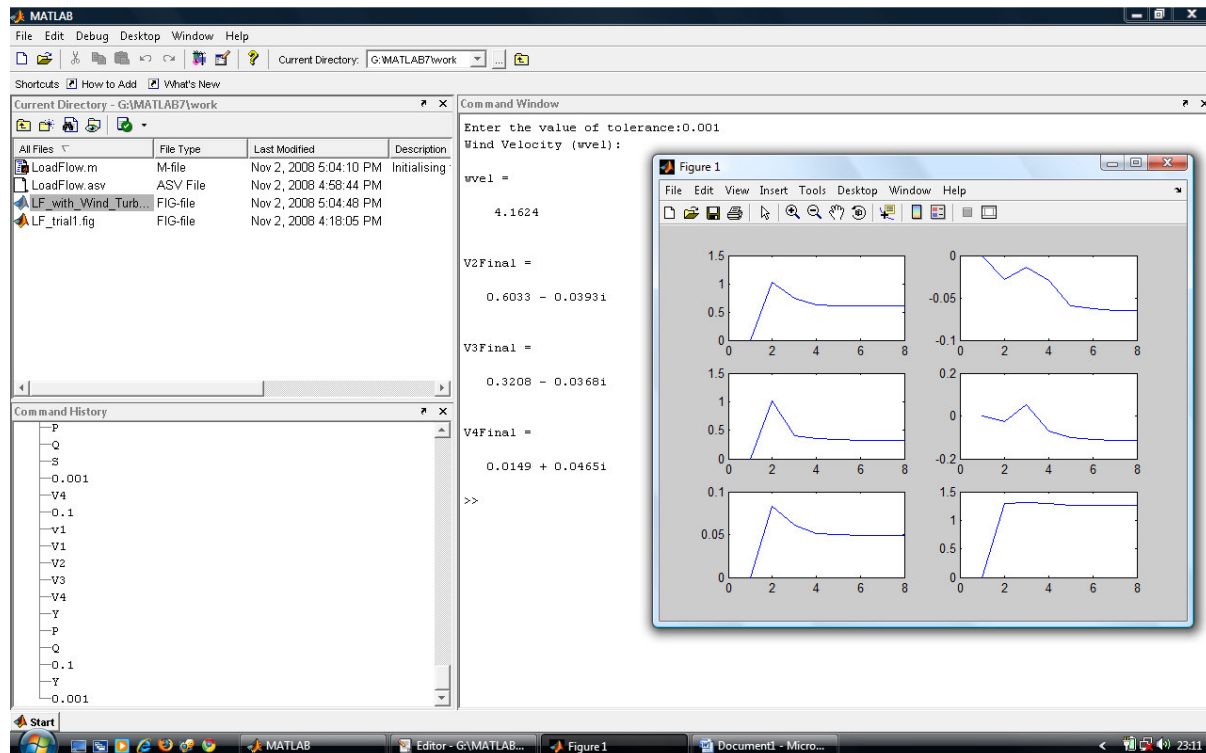 MATLAB
File Edit Debug Desktop Window Help
Current Directory: G:\MATLAB7\work
...
Shortcuts How to Add What's New
Current Directory - G:\MATLAB7\work
All Files File Type Last Modified Description
LoadFlow.m M-file Nov 2, 2008 5:04:10 PM Initialising
LoadFlow.asv ASV File Nov 2, 2008 4:58:44 PM
LF_with_Wind_Turb... FIG-file Nov 2, 2008 5:04:48 PM
LF_trial1.fig FIG-file Nov 2, 2008 4:18:05 PM
Command History
P
Q
S
0.001
V4
0.1
v1
V1
V2
V3
V4
Y
P
Q
0.1
Y
0.001
Command Window
Enter the value of tolerance:0.001
Wind Velocity (wvel):
wvel =
4.1624
V2Final =
0.6033 - 0.0393i
V3Final =
0.3208 - 0.0368i
V4Final =
0.0149 + 0.0465i
>>
Figure 1
File Edit View Insert Tools Desktop Window Help
1.5
1
0.5
0
0 2 4 6 8
0
-0.05
-0.1
0 2 4 6 8
1.5
1
0.5
0
0 2 4 6 8
0.2
0
-0.2
0 2 4 6 8
0.1
0.05
0
0 2 4 6 8
1.5
1
0.5
0
0 2 4 6 8
Start
MATLAB
Editor - G:\MATLAB...
Figure 1
Document1 - Micro...
23:11